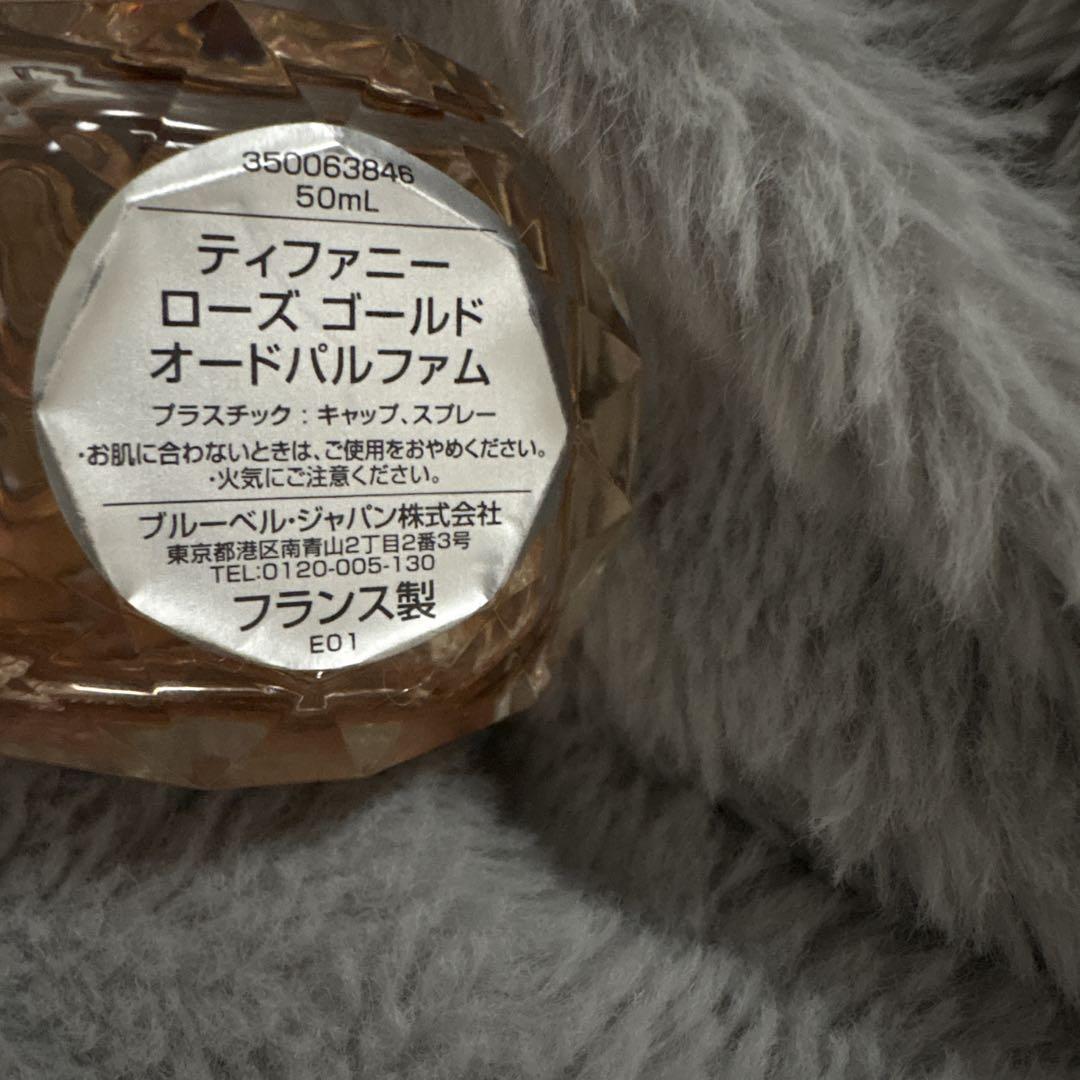 350063846
50mL
ティファニー
ローズ ゴールド
オードパルファム
プラスチック : キャップ、スプレー
・お肌に合わないときは、ご使用をおやめください。
・火気にご注意ください。
ブルーベル・ジャパン株式会社
東京都港区南青山2丁目2番3号
TEL:0120-005-130
フランス製
E01